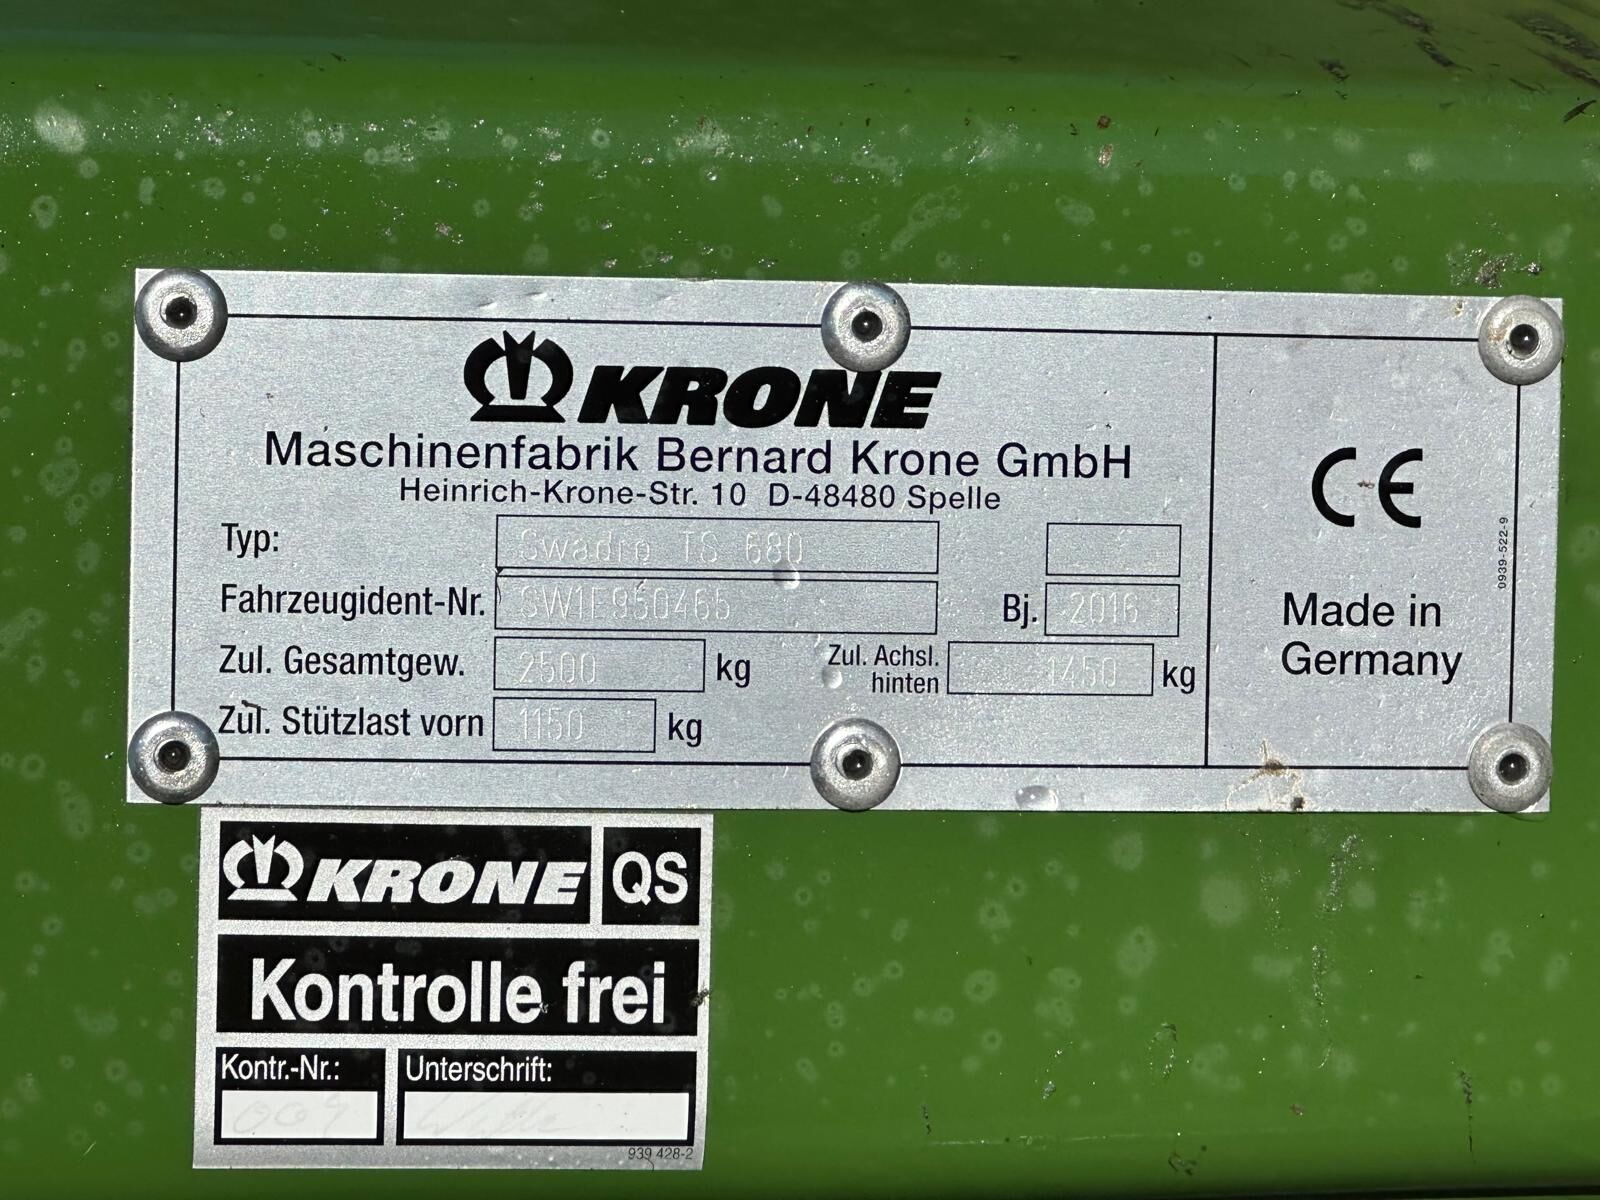 KRONE
Maschinenfabrik Bernard Krone GmbH
Heinrich-Krone-Str. 10 D-48480 Spelle
Typ: Swadro TS 680
Fahrzeugident-Nr. Bj. 2016
Zul. Gesamtgew. 2500 kg Zul. Achsl. hinten 1450 kg
Zul. Stützlast vorn 1150 kg
CE
0939-522-9
Made in
Germany
KRONE QS
Kontrolle frei
Kontr.-Nr.: Unterschrift:
939 428-2